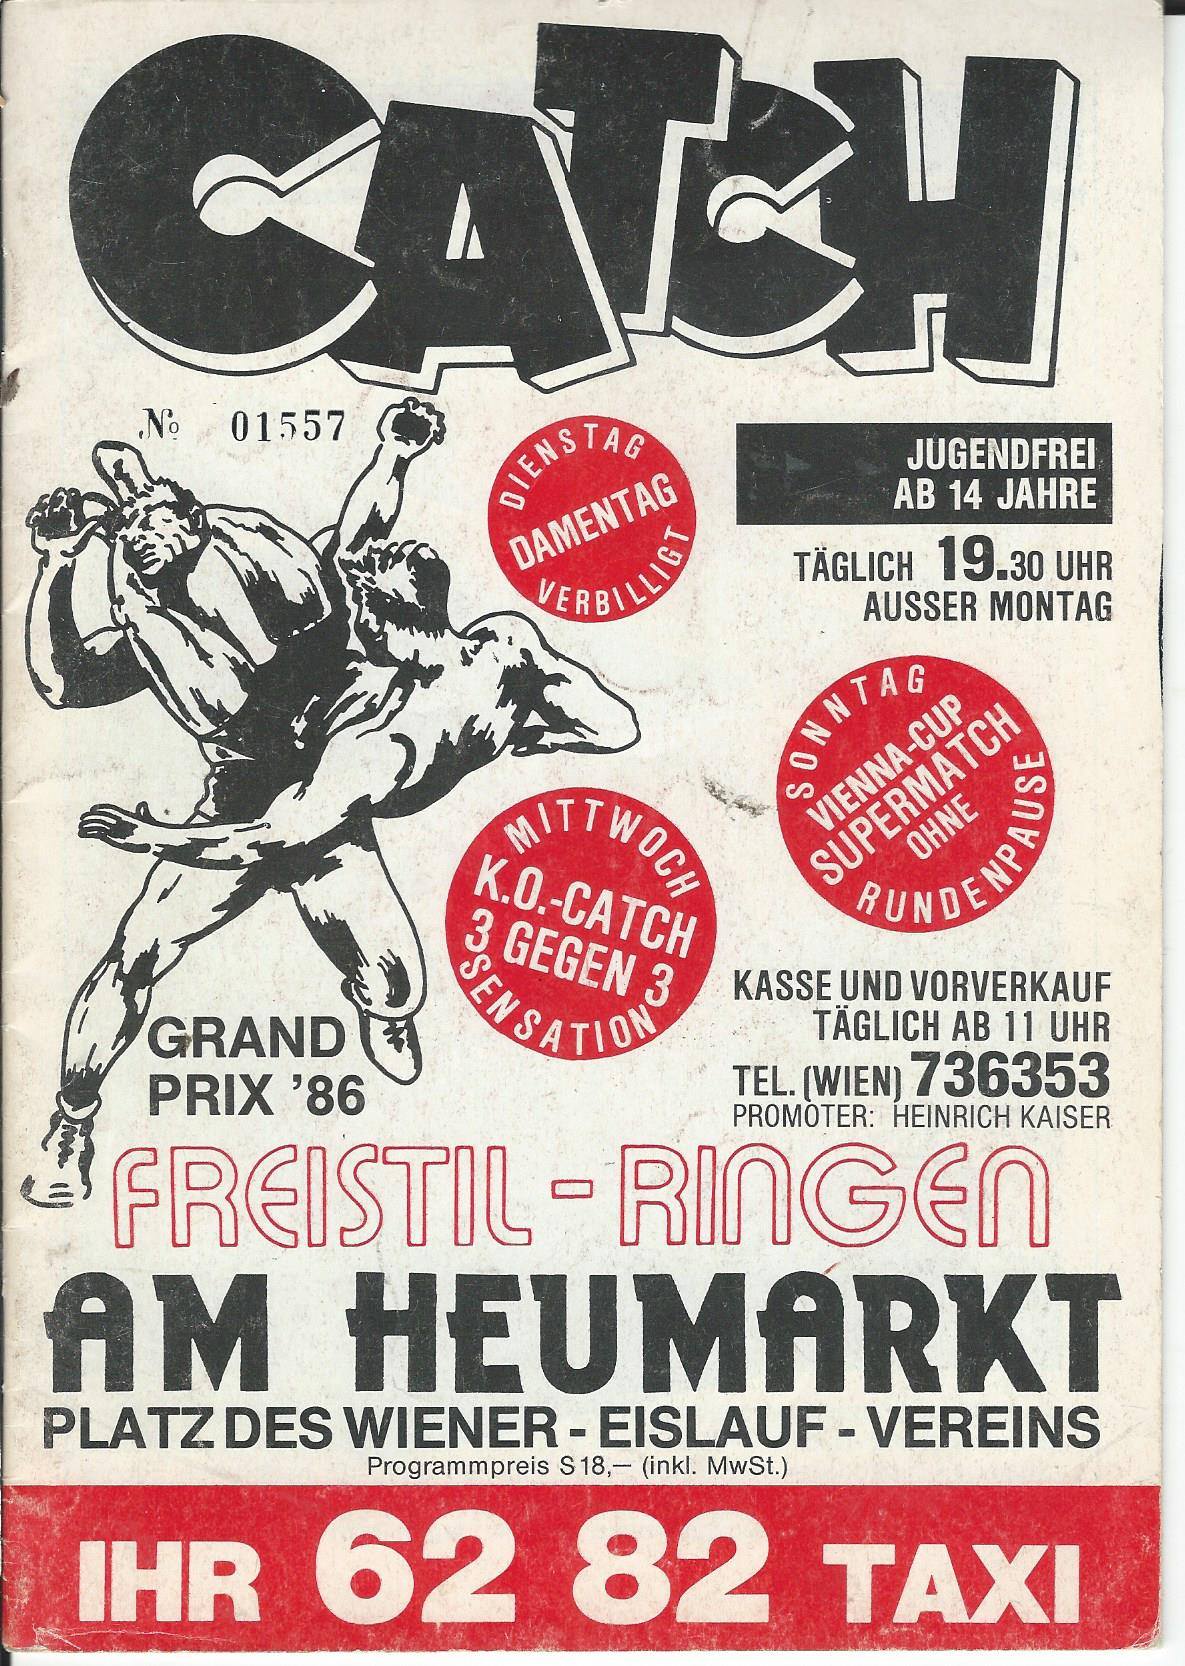 CATCH
No 01557
DIENSTAG
DAMENTAG
VERBILLIGT
JUGENDFREI
AB 14 JAHRE
TÄGLICH 19.30 UHR
AUSSER MONTAG
SONNTAG
VIENNA-CUP
SUPERMATCH
OHNE
RUNDENPAUSE
MITTWOCH
K.O.-CATCH
3 GEGEN 3
SENSATION
KASSE UND VORVERKAUF
TÄGLICH AB 11 UHR
TEL. (WIEN) 736353
PROMOTER: HEINRICH KAISER
GRAND
PRIX '86
FREISTIL-RINGEN
AM HEUMARKT
PLATZ DES WIENER - EISLAUF - VEREINS
Programmpreis S 18,— (inkl. MwSt.)
IHR 62 82 TAXI